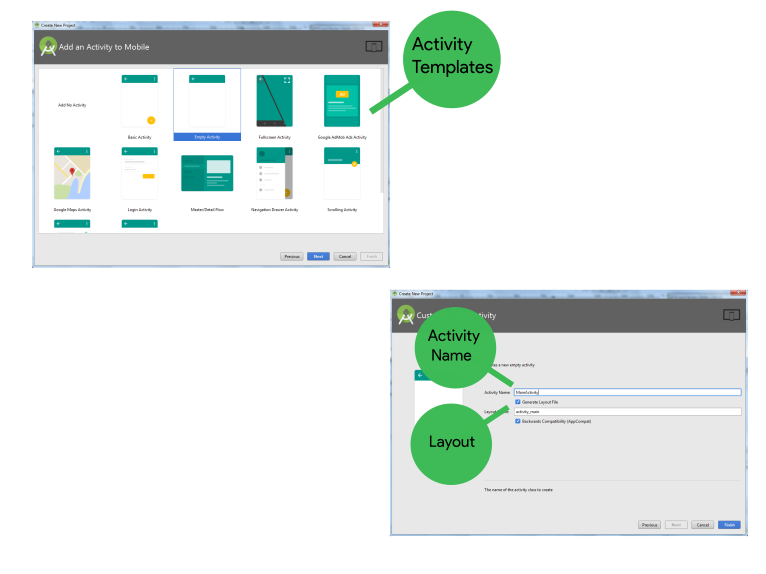 Create New Project
Add an Activity to Mobile
Activity
Templates
Add No Activity
Basic Activity
Empty Activity
Fullscreen Activity
Google AdMob Ads Activity
Google Maps Activity
Login Activity
Master/Detail Flow
Navigation Drawer Activity
Scrolling Activity
Previous
Next
Cancel
Finish
Create New Project
Activity
Name
a new empty activity
Activity Name:
MainActivity
Generate Layout File
activity_main
Backwards Compatibility (AppCompat)
Layout
The name of the activity class to create
Previous
Next
Cancel
Finish